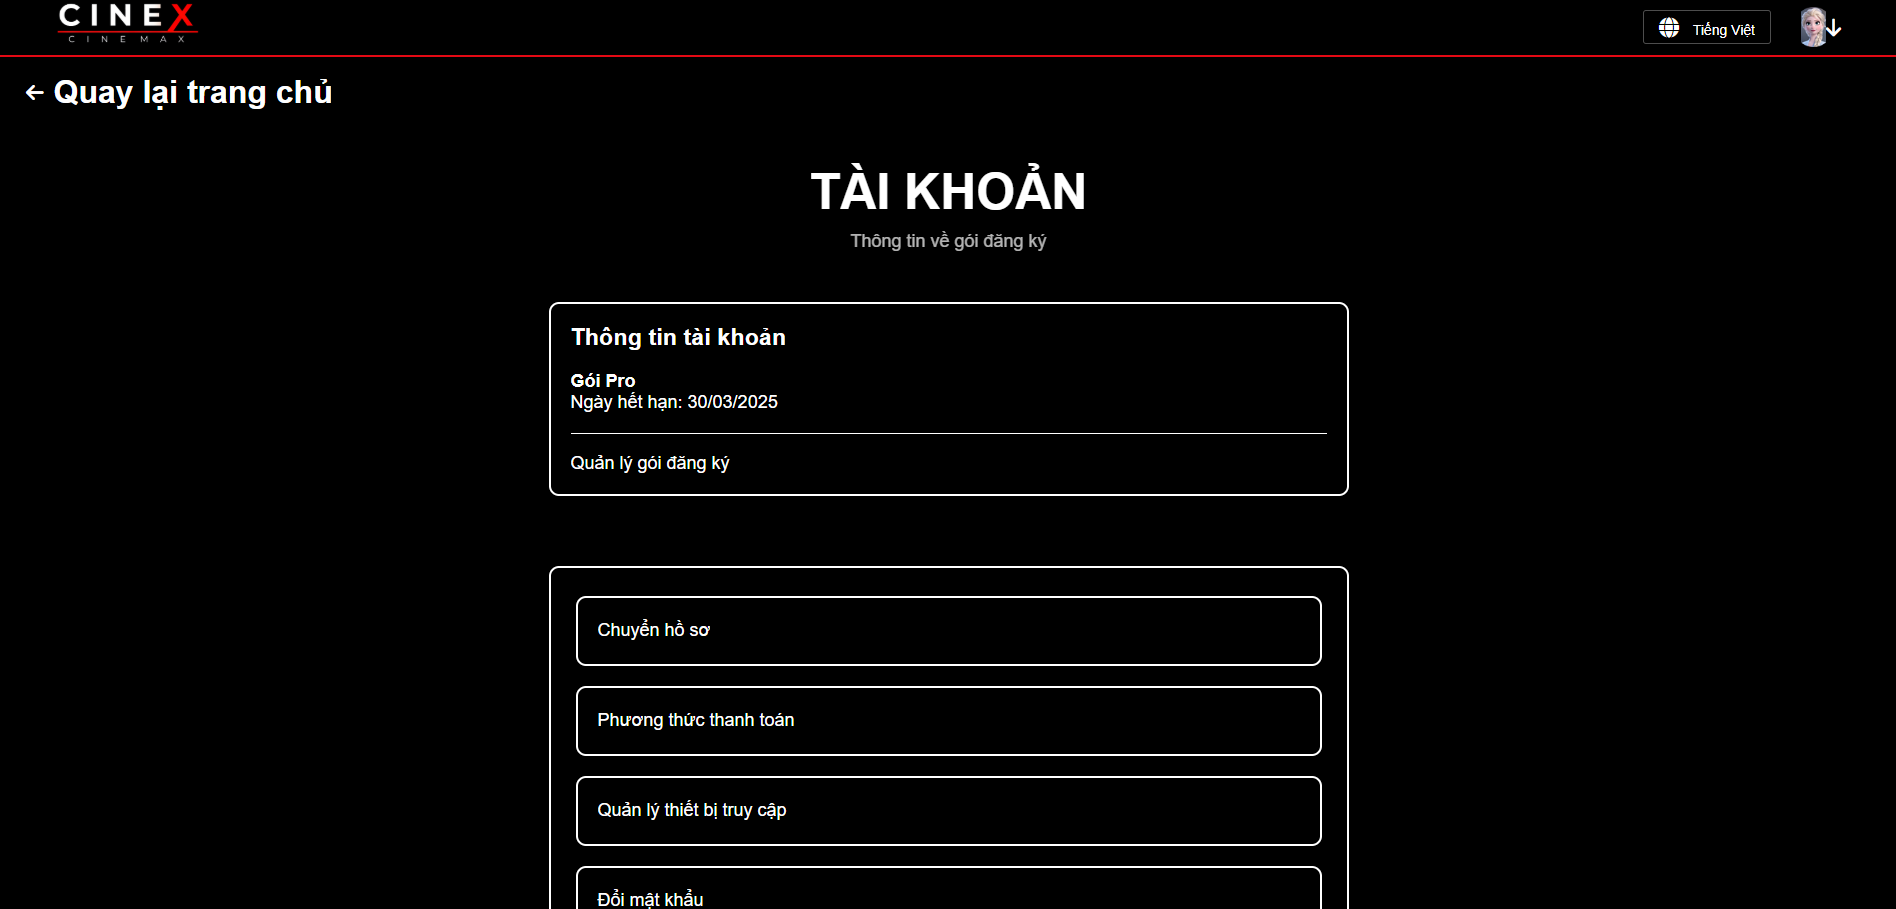 CINEX
CINEMAX
Tiếng Việt
Quay lại trang chủ
TÀI KHOẢN
Thông tin về gói đăng ký
Thông tin tài khoản
Gói Pro
Ngày hết hạn: 30/03/2025
Quản lý gói đăng ký
Chuyển hồ sơ
Phương thức thanh toán
Quản lý thiết bị truy cập
Đổi mật khẩu